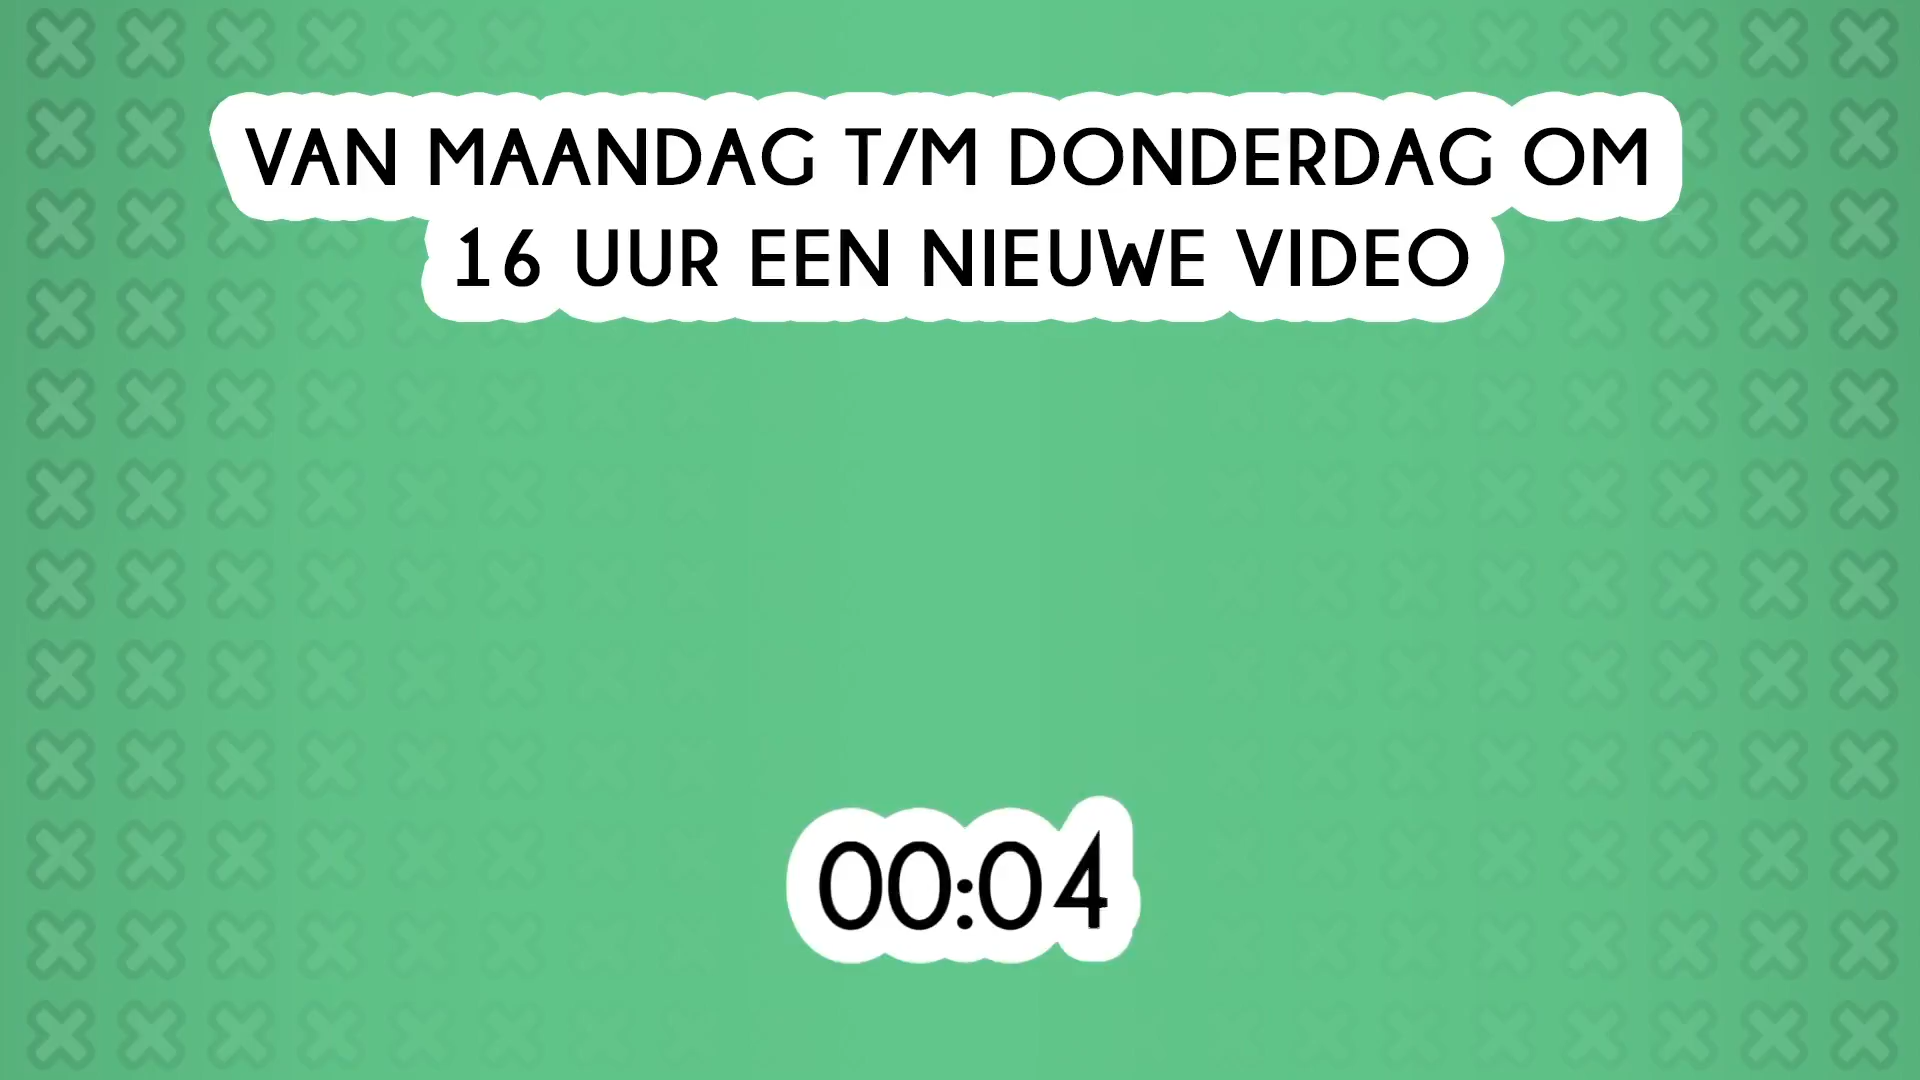 VAN MAANDAG T/M DONDERDAG OM
16 UUR EEN NIEUWE VIDEO
00:04